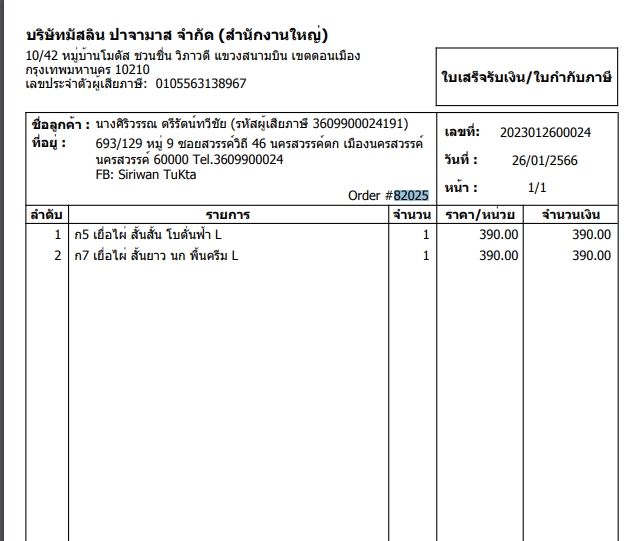 บริษัทมัสลิน ปาจามาส จำกัด (สำนักงานใหญ่)
10/42 หมู่บ้านโมดัส ชวนชื่น วิภาวดี แขวงสนามบิน เขตดอนเมือง
กรุงเทพมหานคร 10210
เลขประจำตัวผู้เสียภาษี: 0105563138967
ใบเสร็จรับเงิน/ใบกำกับภาษี
ชื่อลูกค้า : นางศิริวรรณ ตรีรัตน์ทวีชัย (รหัสผู้เสียภาษี 3609900024191)
ที่อยู่ : 693/129 หมู่ 9 ซอยสวรรค์วิถี 46 นครสวรรค์ตก เมืองนครสวรรค์
นครสวรรค์ 60000 Tel.3609900024
FB: Siriwan TuKta
Order #82025
เลขที่: 2023012600024
วันที่ : 26/01/2566
หน้า : 1/1
ลำดับ รายการ จำนวน ราคา/หน่วย จำนวนเงิน
1 ก5 เยื่อไผ่ สั้นสั้น โบตั๋นฟ้า L 1 390.00 390.00
2 ก7 เยื่อไผ่ สั้นยาว นก พื้นครีม L 1 390.00 390.00